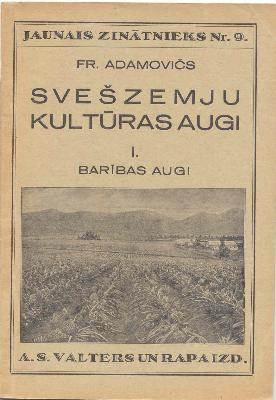 JAUNAIS ZINĀTNIEKS Nr. 9.
FR. ADAMOVIČS
SVEŠZEMJU
KULTŪRAS AUGI
I.
BARĪBAS AUGI
A. S. VALTERS UN RAPA IZD.